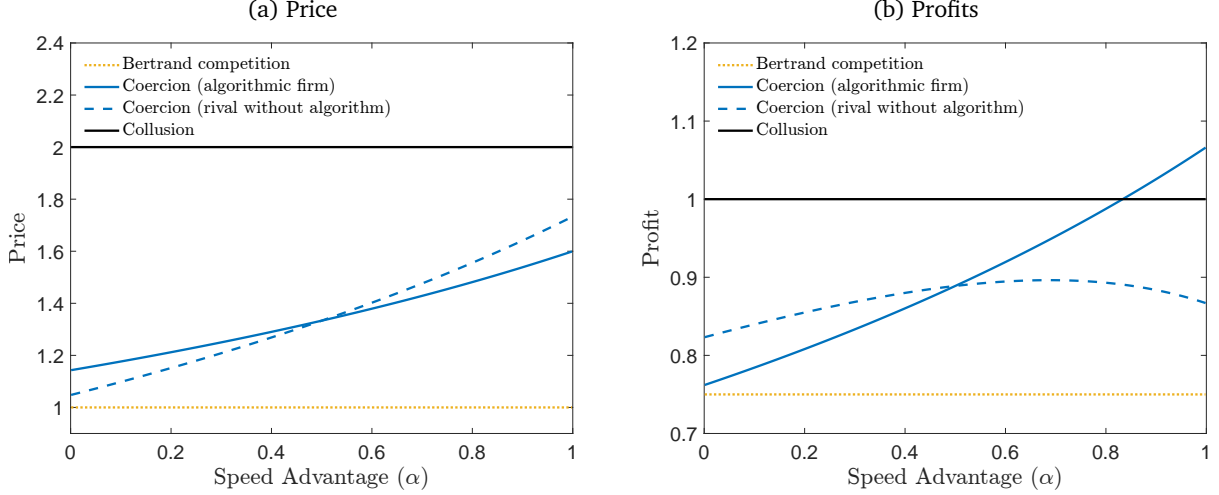 (a) Price
2.4
2.2
2
1.8
1.6
1.4
1.2
1
Price
Bertrand competition
Coercion (algorithmic firm)
Coercion (rival without algorithm)
Collusion
0 0.2 0.4 0.6 0.8 1
Speed Advantage (α)
(b) Profits
1.2
1.1
1
0.9
0.8
0.7
Profit
Bertrand competition
Coercion (algorithmic firm)
Coercion (rival without algorithm)
Collusion
0 0.2 0.4 0.6 0.8 1
Speed Advantage (α)